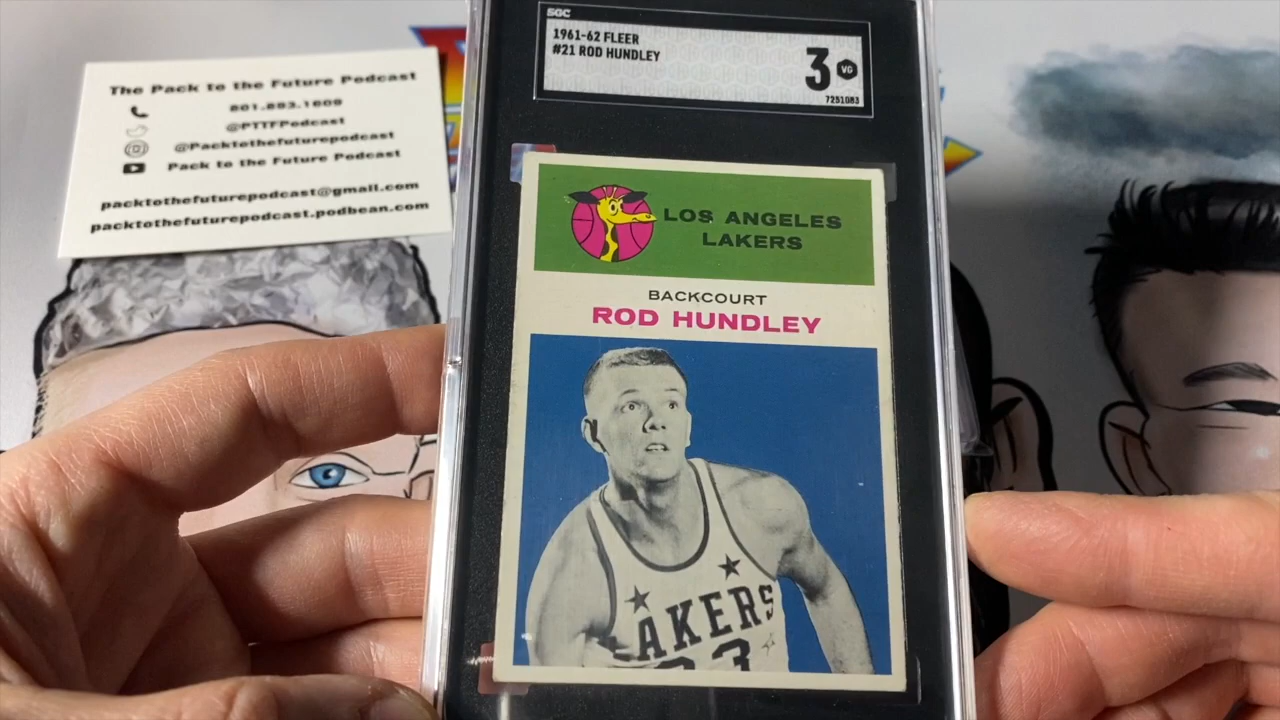 The Pack to the Future Podcast
801.893.1609
@PTTFPodcast
@Packtothefuturepodcast
Pack to the Future Podcast
packtothefuturepodcast@gmail.com
packtothefuturepodcast.podbean.com
SGC
1961-62 FLEER
#21 ROD HUNDLEY
3 VG
7251083
LOS ANGELES
LAKERS
BACKCOURT
ROD HUNDLEY
LAKERS
33